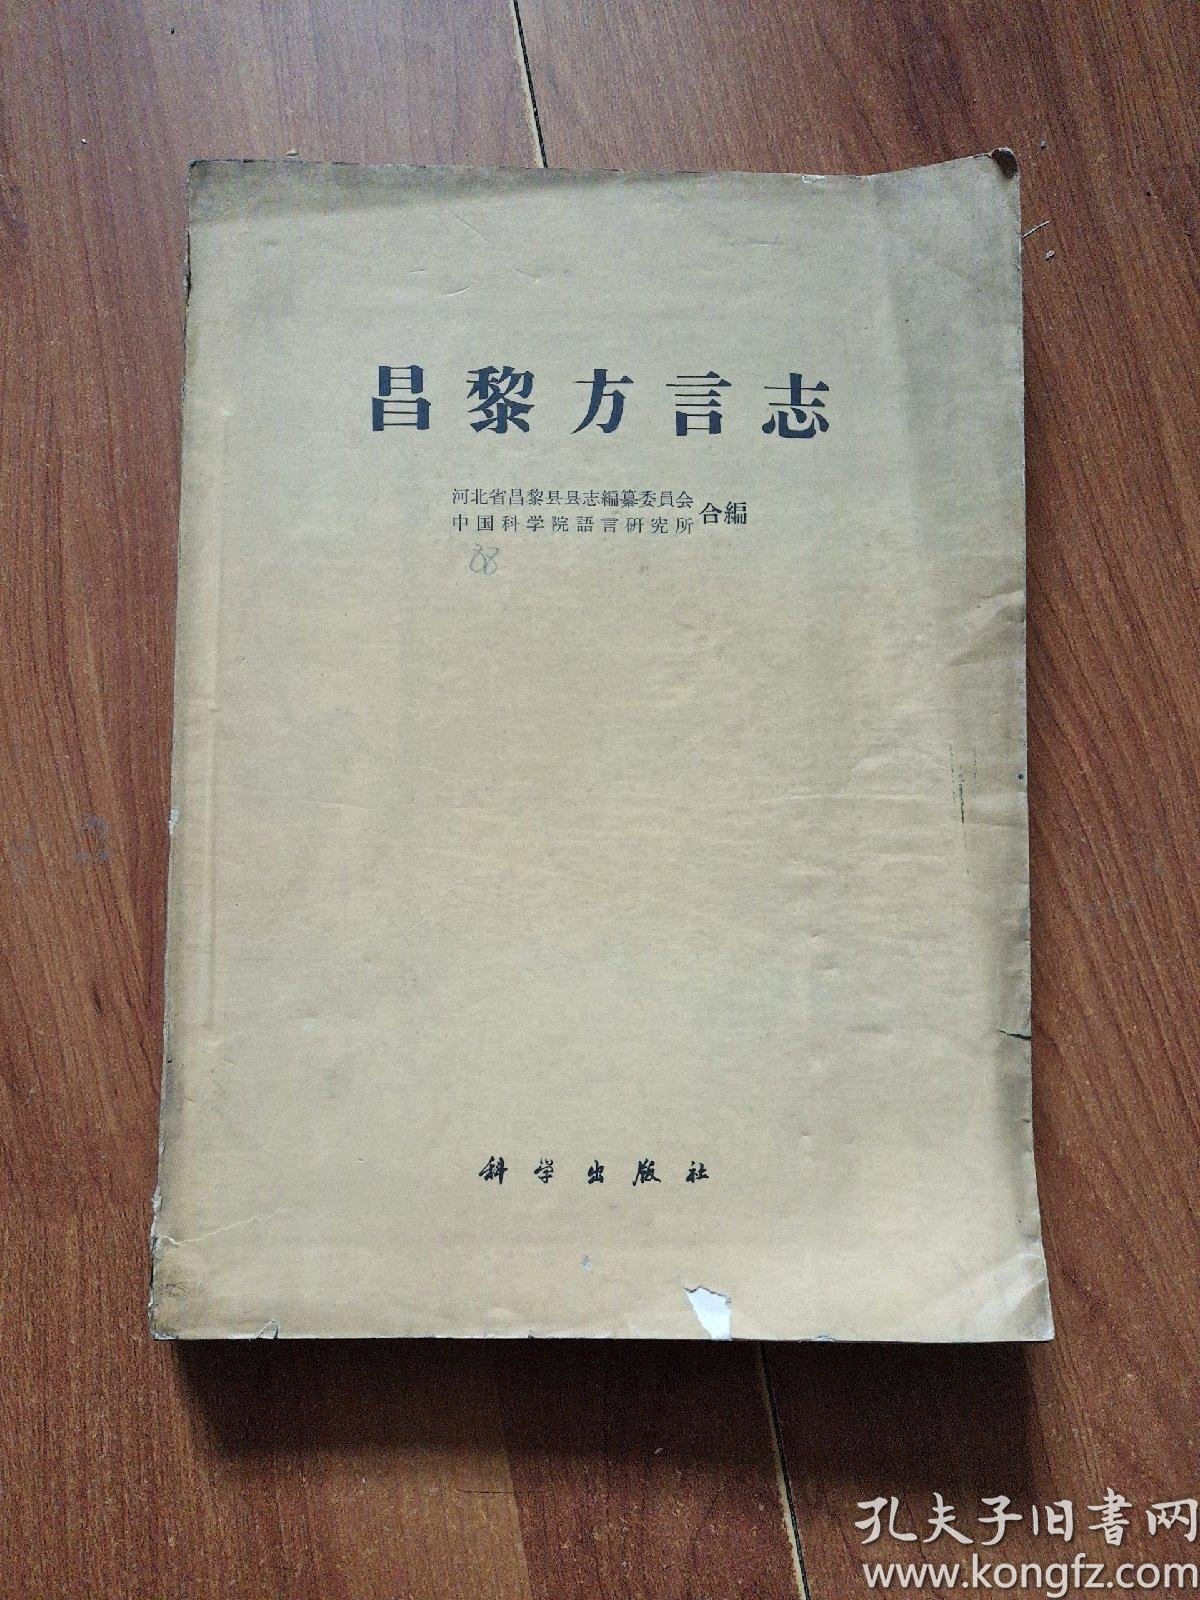 昌黎方言志
河北省昌黎县县志編纂委員会
中国科学院語言研究所
合編
88
科学出版社
孔夫子旧书网
www.kongfz.com